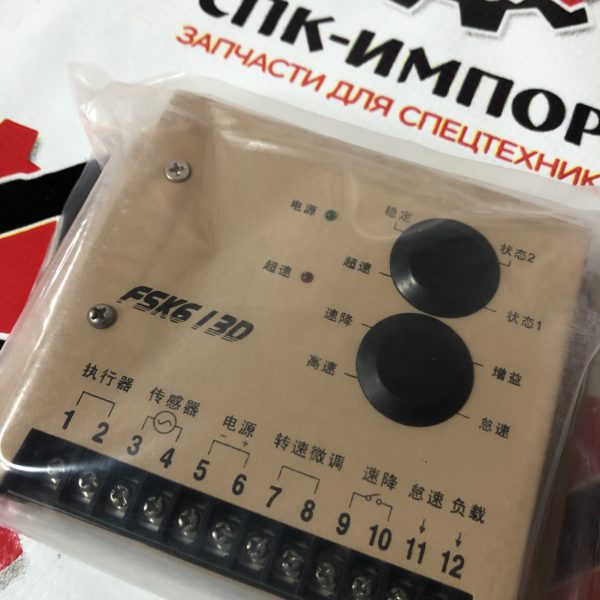 СПК-ИМПОР
ЗАПЧАСТИ ДЛЯ СПЕЦТЕХНИК
电源
稳定
状态2
超速
超速
状态1
速降
FSK613D
高速
增益
怠速
执行器
传感器
电源
转速微调
速降
怠速
负载
- +
1 2 3 4 5 6 7 8 9 10 11 12